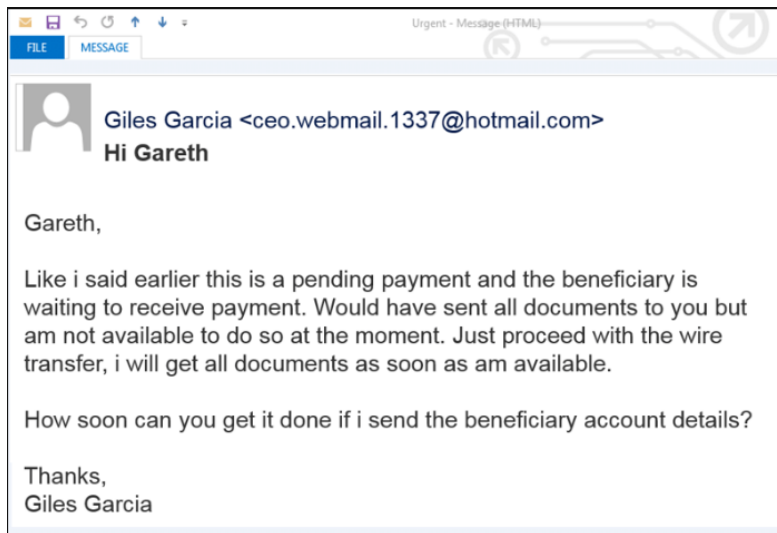 Urgent - Message (HTML)
FILE MESSAGE
Giles Garcia <ceo.webmail.1337@hotmail.com>
Hi Gareth
Gareth,
Like i said earlier this is a pending payment and the beneficiary is
waiting to receive payment. Would have sent all documents to you but
am not available to do so at the moment. Just proceed with the wire
transfer, i will get all documents as soon as am available.
How soon can you get it done if i send the beneficiary account details?
Thanks,
Giles Garcia